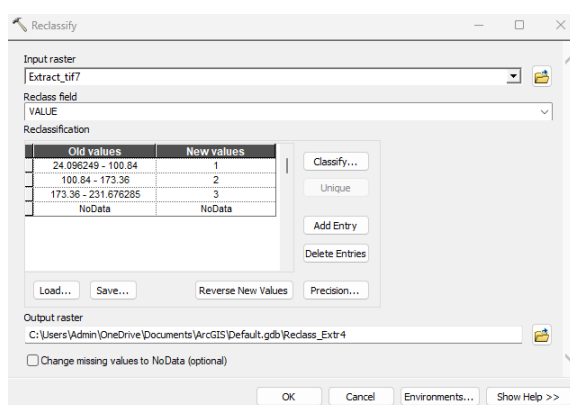 Reclassify
Input raster
Extract_tif7
Reclass field
VALUE
Reclassification
Old values New values
24.096249 - 100.84 1
100.84 - 173.36 2
173.36 - 231.676285 3
NoData NoData
Classify...
Unique
Add Entry
Delete Entries
Load... Save... Reverse New Values Precision...
Output raster
C:\Users\Admin\OneDrive\Documents\ArcGIS\Default.gdb\Reclass_Extr4
Change missing values to NoData (optional)
OK Cancel Environments... Show Help >>